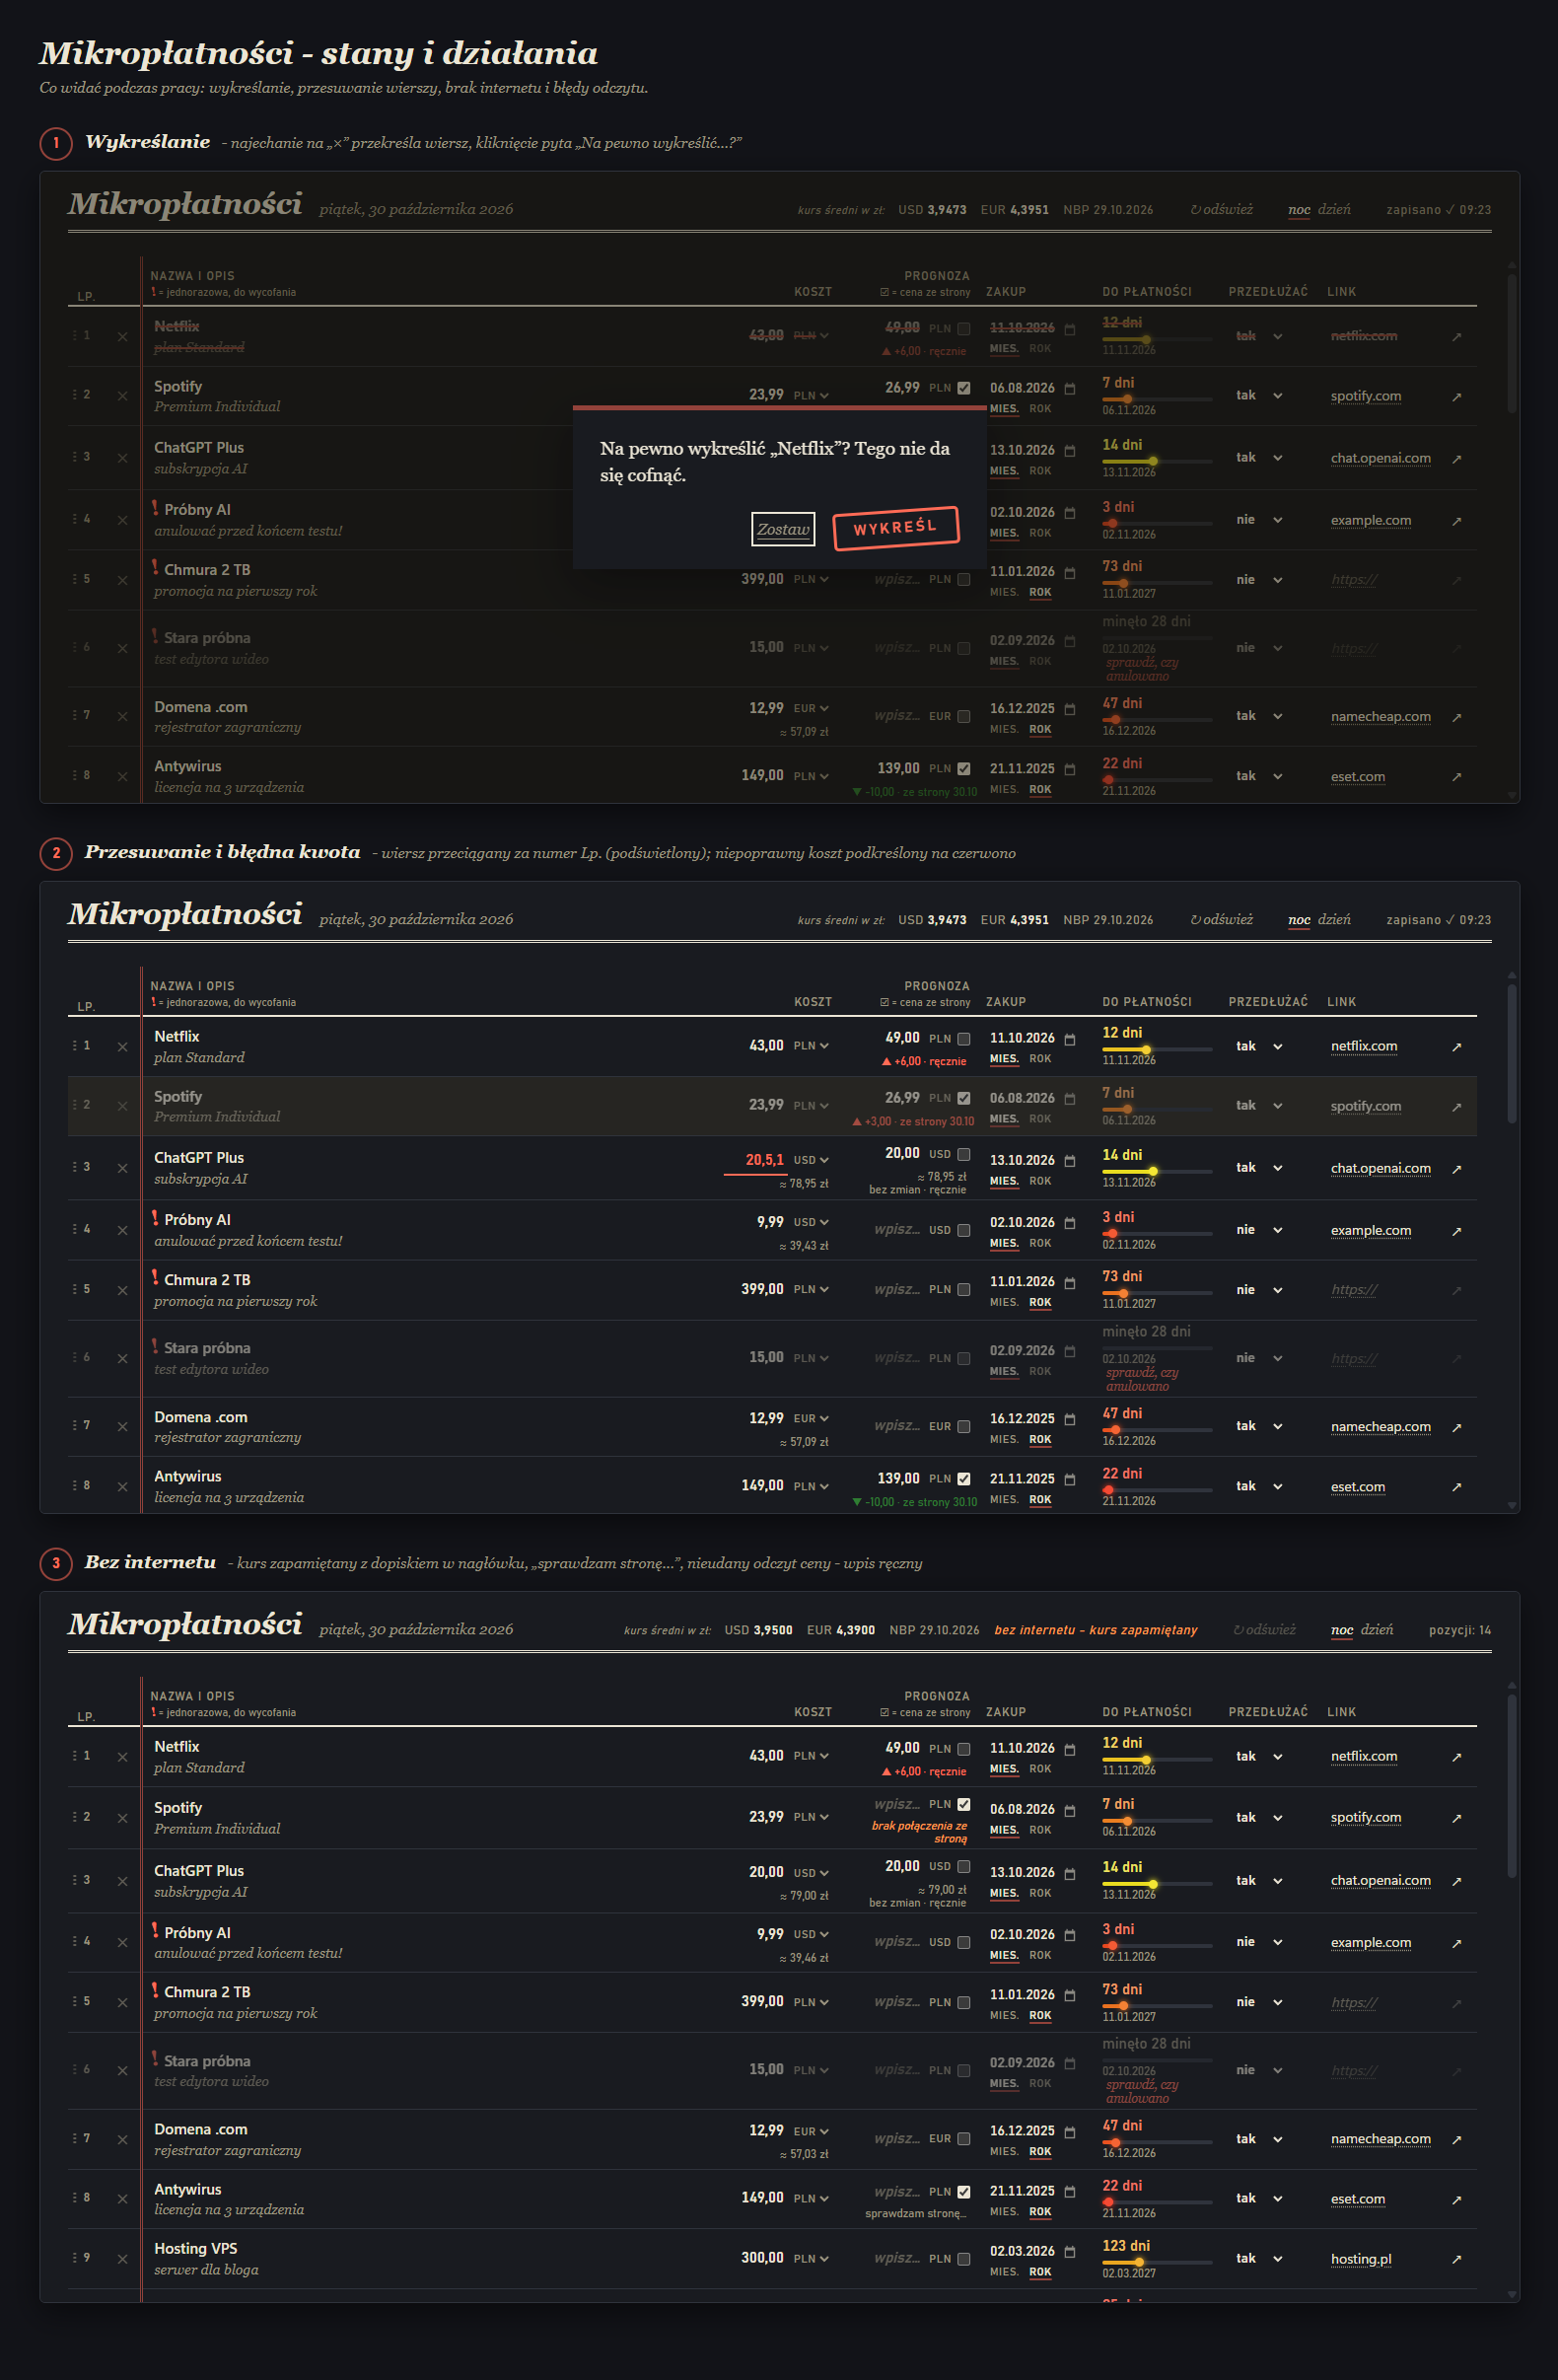 Mikropłatności - stany i działania
Co widać podczas pracy: wykreślanie, przesuwanie wierszy, brak internetu i błędy odczytu.
1 Wykreślanie - najechanie na „×” przekreśla wiersz, kliknięcie pyta „Na pewno wykreślić...?”
Mikropłatności piątek, 30 października 2026 kurs średni w zł: USD 3,9473 EUR 4,3951 NBP 29.10.2026 ↻ odśwież noc dzień zapisano ✓ 09:23
NAZWA I OPIS PROGNOZA
LP. ! = jednorazowa, do wycofania KOSZT ☑ = cena ze strony ZAKUP DO PŁATNOŚCI PRZEDŁUŻAĆ LINK
1 × Netflix 43,00 PLN 49,00 PLN 11.10.2026 12 dni tak netflix.com ↗
plan Standard ▲ +6,00 · ręcznie MIES. ROK 11.11.2026
2 × Spotify 23,99 PLN 26,99 PLN 06.08.2026 7 dni tak spotify.com ↗
Premium Individual MIES. ROK 06.11.2026
3 × ChatGPT Plus 13.10.2026 14 dni tak chat.openai.com ↗
subskrypcja AI MIES. ROK 13.11.2026
4 × ! Próbny AI 02.10.2026 3 dni nie example.com ↗
anulować przed końcem testu! MIES. ROK 02.11.2026
Na pewno wykreślić „Netflix”? Tego nie da
się cofnąć.
Zostaw WYKREŚL
5 × ! Chmura 2 TB 399,00 PLN wpisz... PLN 11.01.2026 73 dni nie https:// ↗
promocja na pierwszy rok MIES. ROK 11.01.2027
6 × ! Stara próbna 15,00 PLN wpisz... PLN 02.09.2026 minęło 28 dni nie https:// ↗
test edytora wideo MIES. ROK 02.10.2026
sprawdź, czy
anulowano
7 × Domena .com 12,99 EUR wpisz... EUR 16.12.2025 47 dni tak namecheap.com ↗
rejestrator zagraniczny ≈ 57,09 zł MIES. ROK 16.12.2026
8 × Antywirus 149,00 PLN 139,00 PLN 21.11.2025 22 dni tak eset.com ↗
licencja na 3 urządzenia ▼ -10,00 · ze strony 30.10 MIES. ROK 21.11.2026
2 Przesuwanie i błędna kwota - wiersz przeciągany za numer Lp. (podświetlony); niepoprawny koszt podkreślony na czerwono
Mikropłatności piątek, 30 października 2026 kurs średni w zł: USD 3,9473 EUR 4,3951 NBP 29.10.2026 ↻ odśwież noc dzień zapisano ✓ 09:23
NAZWA I OPIS PROGNOZA
LP. ! = jednorazowa, do wycofania KOSZT ☑ = cena ze strony ZAKUP DO PŁATNOŚCI PRZEDŁUŻAĆ LINK
1 × Netflix 43,00 PLN 49,00 PLN 11.10.2026 12 dni tak netflix.com ↗
plan Standard ▲ +6,00 · ręcznie MIES. ROK 11.11.2026
2 × Spotify 23,99 PLN 26,99 PLN 06.08.2026 7 dni tak spotify.com ↗
Premium Individual ▲ +3,00 · ze strony 30.10 MIES. ROK 06.11.2026
3 × ChatGPT Plus 20,5,1 USD 20,00 USD 13.10.2026 14 dni tak chat.openai.com ↗
subskrypcja AI ≈ 78,95 zł ≈ 78,95 zł MIES. ROK 13.11.2026
bez zmian · ręcznie
4 × ! Próbny AI 9,99 USD wpisz... USD 02.10.2026 3 dni nie example.com ↗
anulować przed końcem testu! ≈ 39,43 zł MIES. ROK 02.11.2026
5 × ! Chmura 2 TB 399,00 PLN wpisz... PLN 11.01.2026 73 dni nie https:// ↗
promocja na pierwszy rok MIES. ROK 11.01.2027
6 × ! Stara próbna 15,00 PLN wpisz... PLN 02.09.2026 minęło 28 dni nie https:// ↗
test edytora wideo MIES. ROK 02.10.2026
sprawdź, czy
anulowano
7 × Domena .com 12,99 EUR wpisz... EUR 16.12.2025 47 dni tak namecheap.com ↗
rejestrator zagraniczny ≈ 57,09 zł MIES. ROK 16.12.2026
8 × Antywirus 149,00 PLN 139,00 PLN 21.11.2025 22 dni tak eset.com ↗
licencja na 3 urządzenia ▼ -10,00 · ze strony 30.10 MIES. ROK 21.11.2026
3 Bez internetu - kurs zapamiętany z dopiskiem w nagłówku, „sprawdzam stronę...”, nieudany odczyt ceny - wpis ręczny
Mikropłatności piątek, 30 października 2026 kurs średni w zł: USD 3,9500 EUR 4,3900 NBP 29.10.2026 bez internetu - kurs zapamiętany ↻ odśwież noc dzień pozycji: 14
NAZWA I OPIS PROGNOZA
LP. ! = jednorazowa, do wycofania KOSZT ☑ = cena ze strony ZAKUP DO PŁATNOŚCI PRZEDŁUŻAĆ LINK
1 × Netflix 43,00 PLN 49,00 PLN 11.10.2026 12 dni tak netflix.com ↗
plan Standard ▲ +6,00 · ręcznie MIES. ROK 11.11.2026
2 × Spotify 23,99 PLN wpisz... PLN 06.08.2026 7 dni tak spotify.com ↗
Premium Individual brak połączenia ze MIES. ROK 06.11.2026
stroną
3 × ChatGPT Plus 20,00 USD 20,00 USD 13.10.2026 14 dni tak chat.openai.com ↗
subskrypcja AI ≈ 79,00 zł ≈ 79,00 zł MIES. ROK 13.11.2026
bez zmian · ręcznie
4 × ! Próbny AI 9,99 USD wpisz... USD 02.10.2026 3 dni nie example.com ↗
anulować przed końcem testu! ≈ 39,46 zł MIES. ROK 02.11.2026
5 × ! Chmura 2 TB 399,00 PLN wpisz... PLN 11.01.2026 73 dni nie https:// ↗
promocja na pierwszy rok MIES. ROK 11.01.2027
6 × ! Stara próbna 15,00 PLN wpisz... PLN 02.09.2026 minęło 28 dni nie https:// ↗
test edytora wideo MIES. ROK 02.10.2026
sprawdź, czy
anulowano
7 × Domena .com 12,99 EUR wpisz... EUR 16.12.2025 47 dni tak namecheap.com ↗
rejestrator zagraniczny ≈ 57,03 zł MIES. ROK 16.12.2026
8 × Antywirus 149,00 PLN wpisz... PLN 21.11.2025 22 dni tak eset.com ↗
licencja na 3 urządzenia sprawdzam stronę... MIES. ROK 21.11.2026
9 × Hosting VPS 300,00 PLN wpisz... PLN 02.03.2026 123 dni tak hosting.pl ↗
serwer dla bloga MIES. ROK 02.03.2027